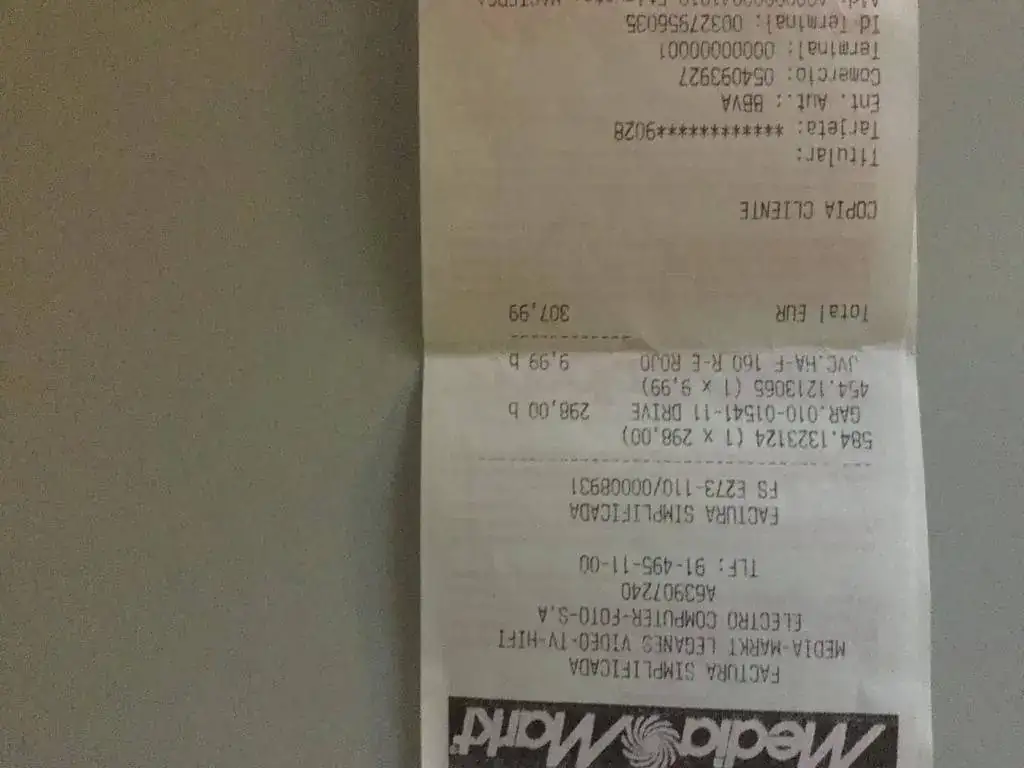 Media Markt
FACTURA SIMPLIFICADA
MEDIA-MARKT LEGANES VIDEO-TV-HIFI
ELECTRO COMPUTER-FOTO-S.A
A63907240
TLF: 91-495-11-00
FACTURA SIMPLIFICADA
FS E273-110/00008931
584.1323124 (1 x 298,00)
GAR.010-01541-11 DRIVE 298,00 b
454.1213065 (1 x 9,99)
JVC.HA-F 160 R-E ROJO 9,99 b
Total EUR 307,99
COPIA CLIENTE
Titular:
Tarjeta: ************9028
Ent. Aut.: BBVA
Comercio: 054093927
Terminal: 0000000001
Id Terminal: 00327956035